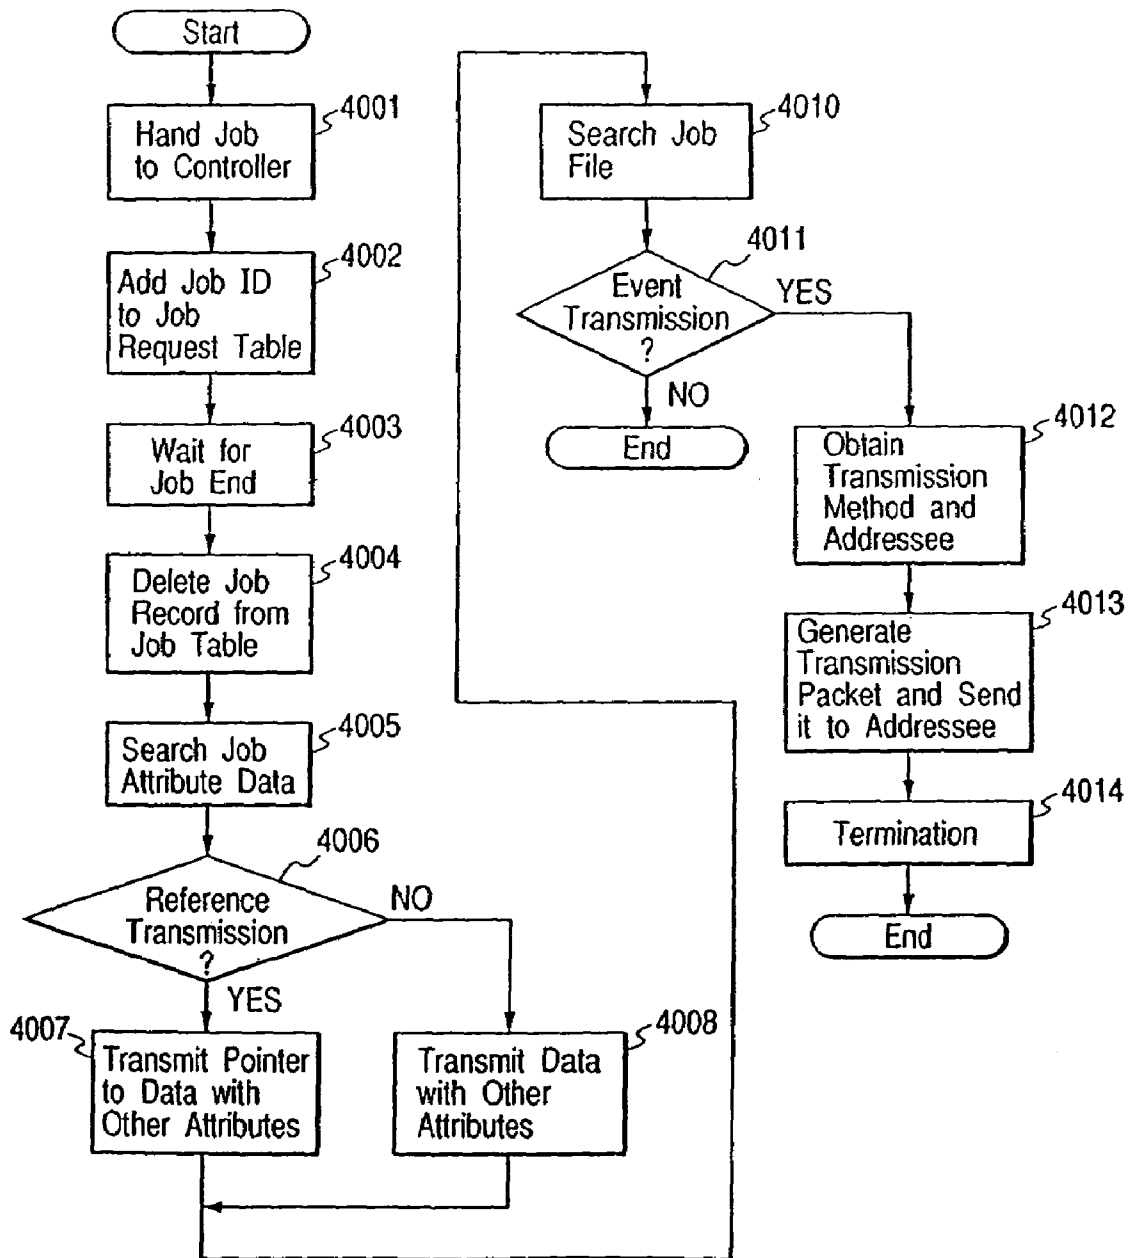 Start
4001
Hand Job
to Controller
4002
Add Job ID
to Job
Request Table
4003
Wait for
Job End
4004
Delete Job
Record from
Job Table
4005
Search Job
Attribute Data
4006
Reference
Transmission
?
NO
YES
4007
Transmit Pointer
to Data with
Other Attributes
4008
Transmit Data
with Other
Attributes
4010
Search Job
File
4011
Event
Transmission
?
YES
NO
End
4012
Obtain
Transmission
Method and
Addressee
4013
Generate
Transmission
Packet and Send
it to Addressee
4014
Termination
End